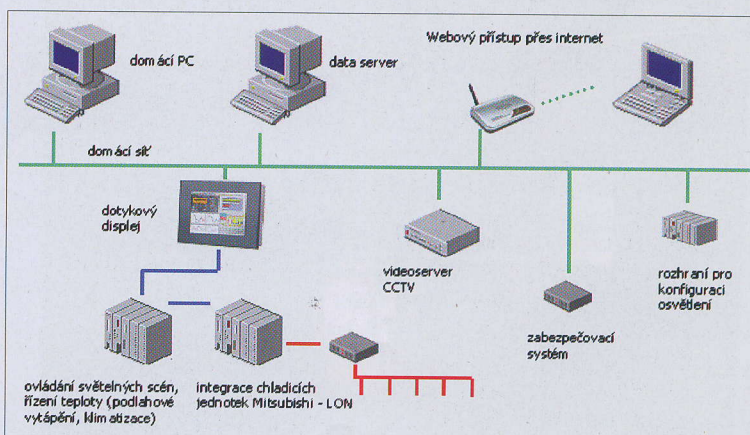 domácí PC
data server
Webový přístup přes internet
domácí síť
dotykový
displej
videoserver
CCTV
zabezpečovací
systém
rozhraní pro
konfiguraci
osvětlení
ovládání světelných scén,
řízení teploty (podlahové
vytápění, klimatizace)
integrace chladicích
jednotek Mitsubishi - LON